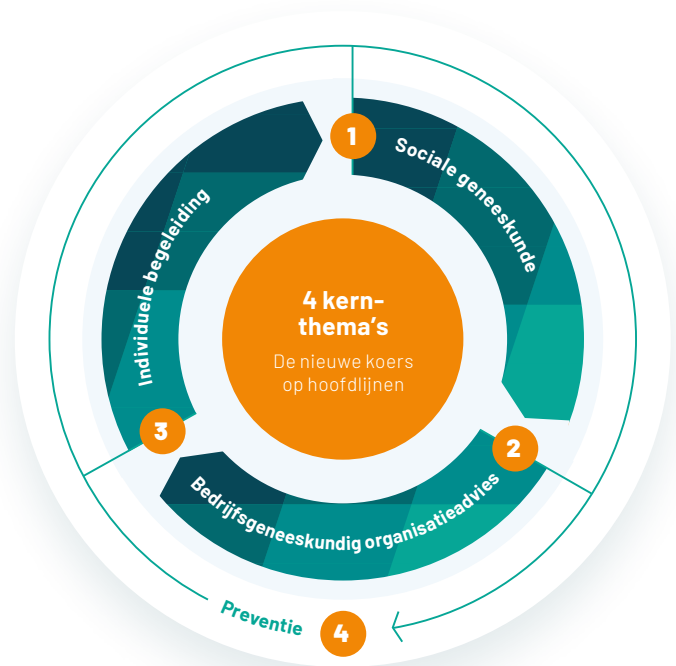 4 kern-
thema's
De nieuwe koers
op hoofdlijnen
1
Sociale geneeskunde
2
Bedrijfsgeneeskundig organisatieadvies
3
Individuele begeleiding
4
Preventie